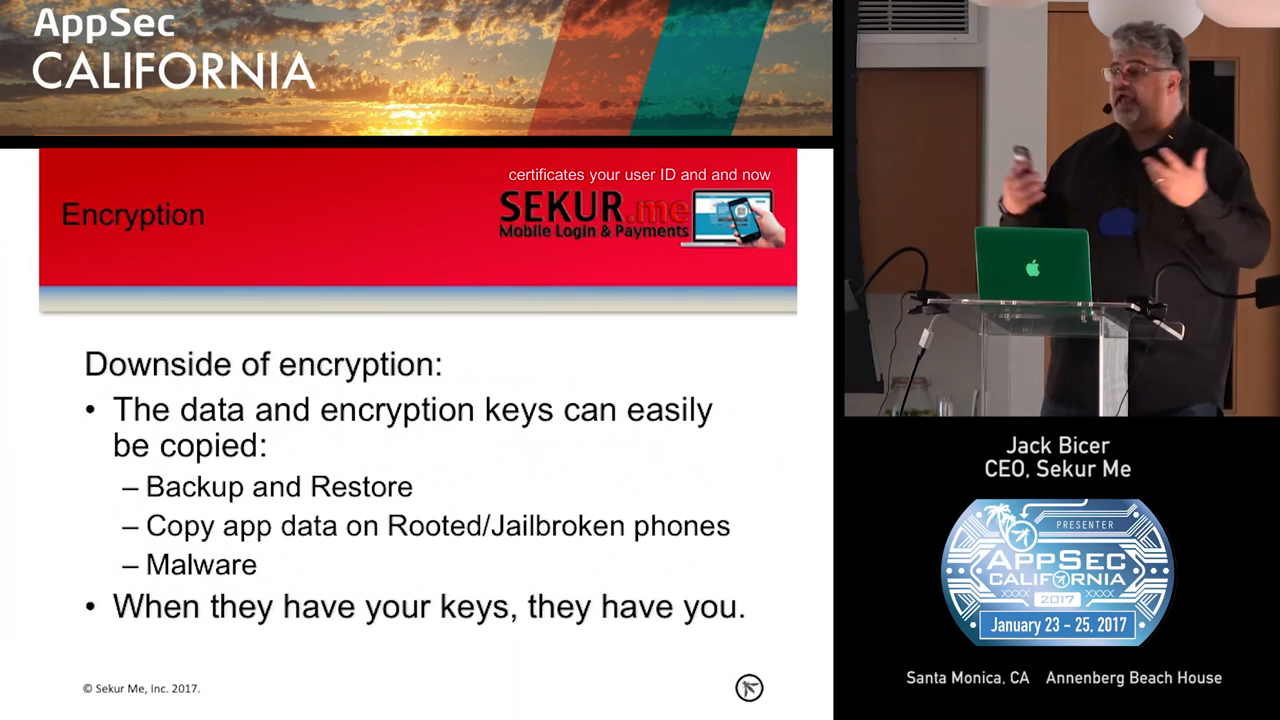 AppSec
CALIFORNIA
certificates your user ID and and now
Encryption
SEKUR.me
Mobile Login & Payments
Downside of encryption:
• The data and encryption keys can easily
be copied:
– Backup and Restore
– Copy app data on Rooted/Jailbroken phones
– Malware
• When they have your keys, they have you.
© Sekur Me, Inc. 2017.
Jack Bicer
CEO, Sekur Me
PRESENTER
APPSEC
CALIFORNIA
2017
January 23 – 25, 2017
Santa Monica, CA Annenberg Beach House